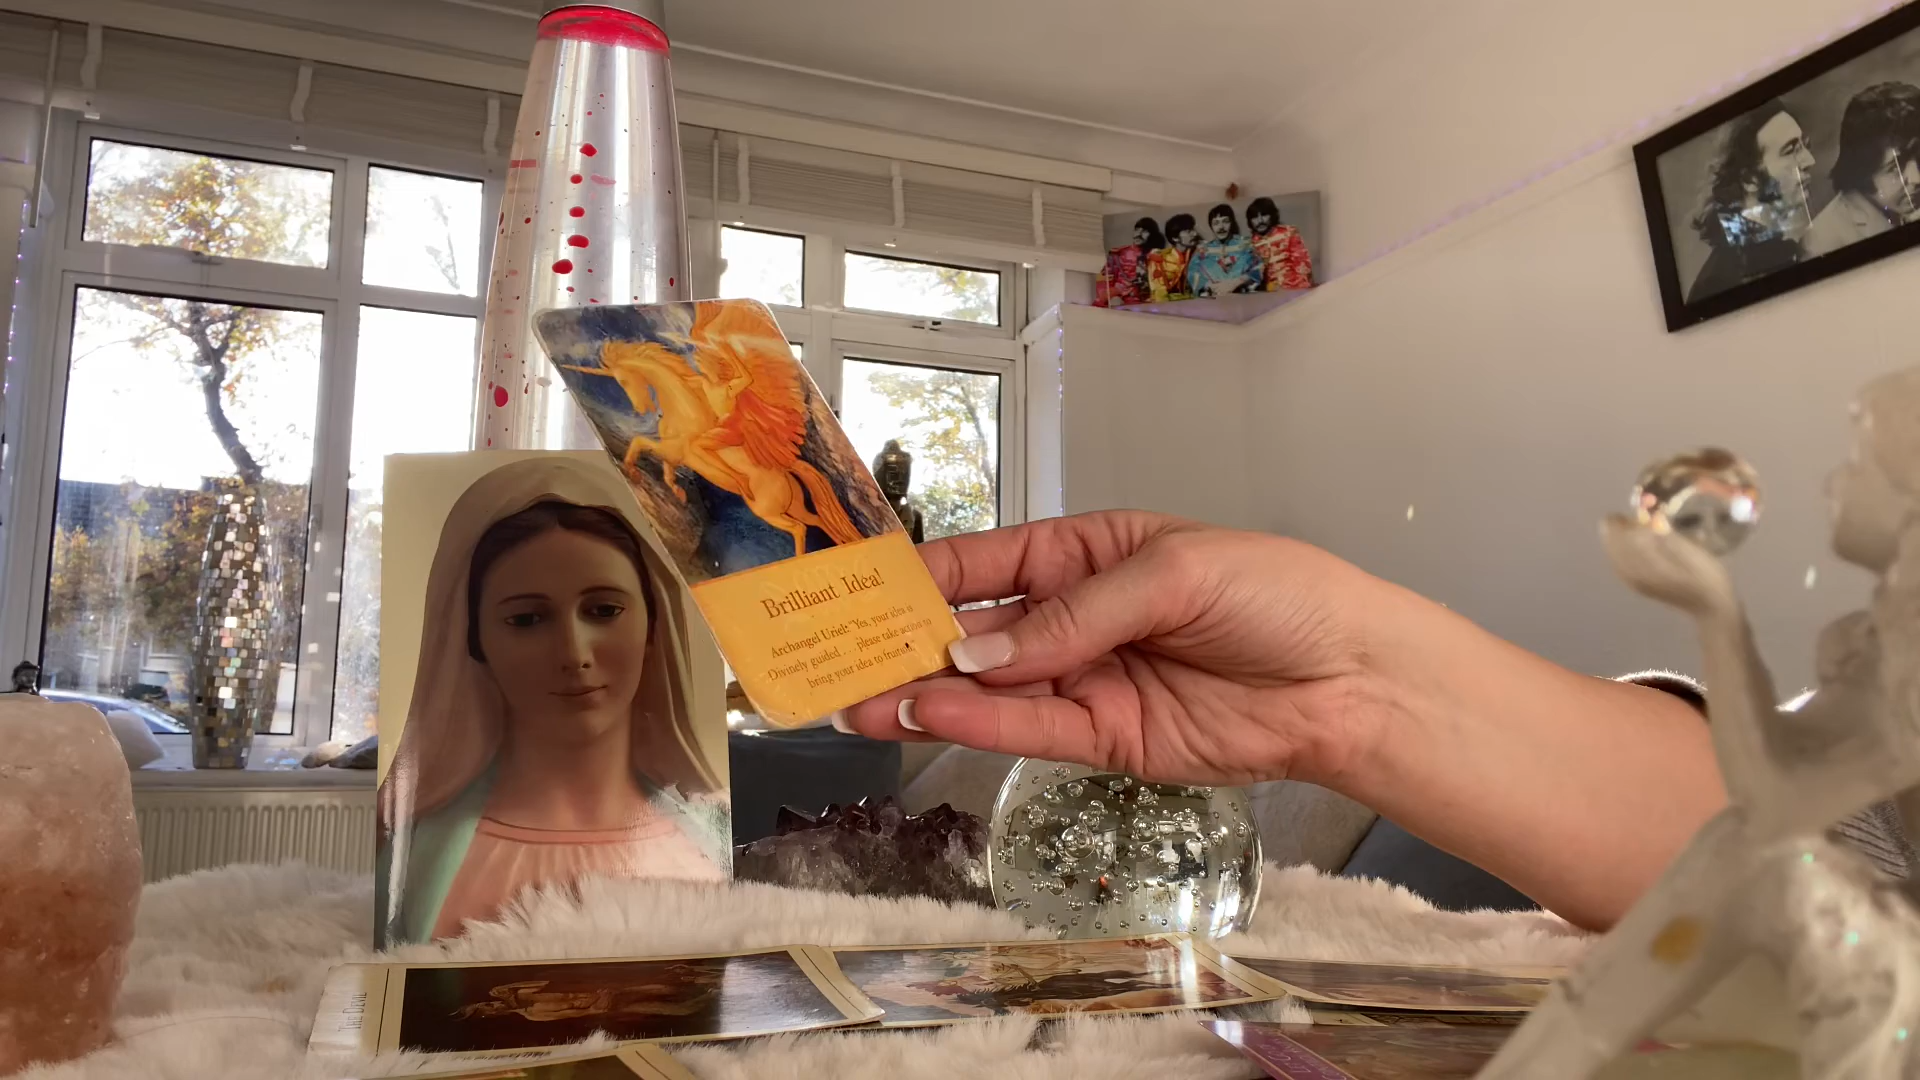 Brilliant Idea!
Archangel Uriel: "Yes, your idea is
Divinely guided . . . please take action to
bring your idea to fruition."
THE DEVIL